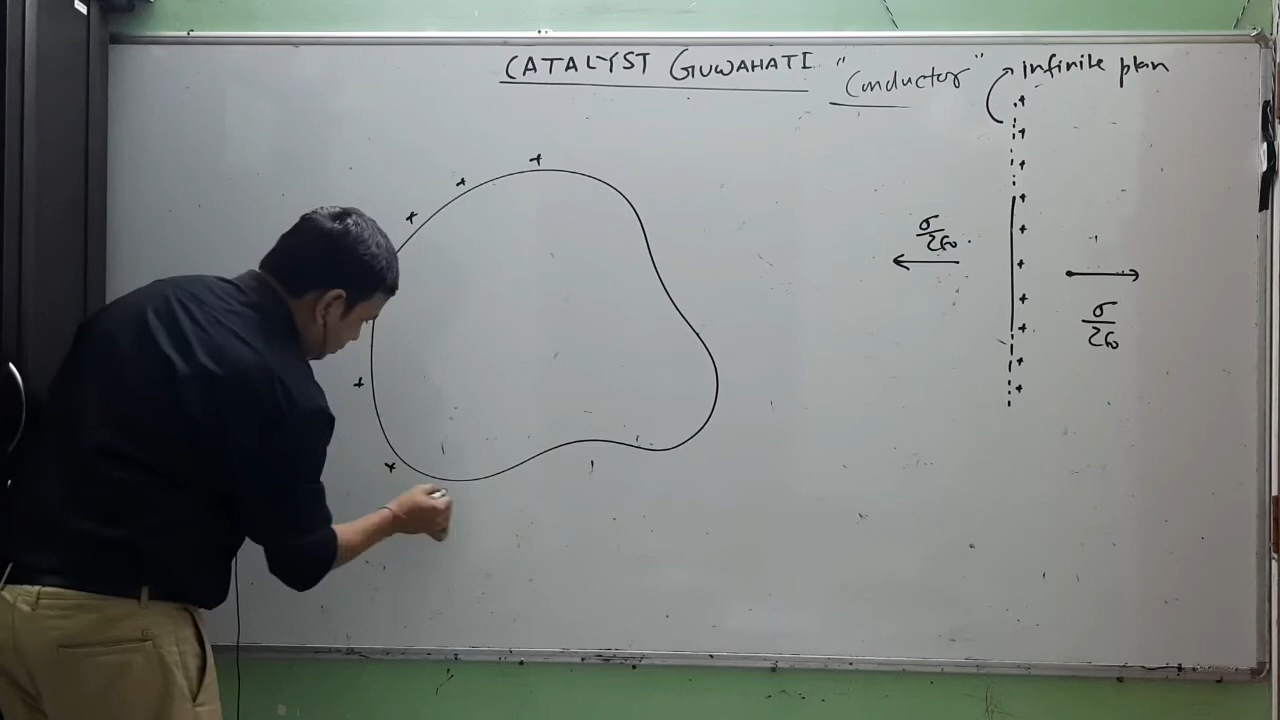 CATALYST GUWAHATI "Conductor"
infinite plan
σ/2ε₀
σ/2ε₀